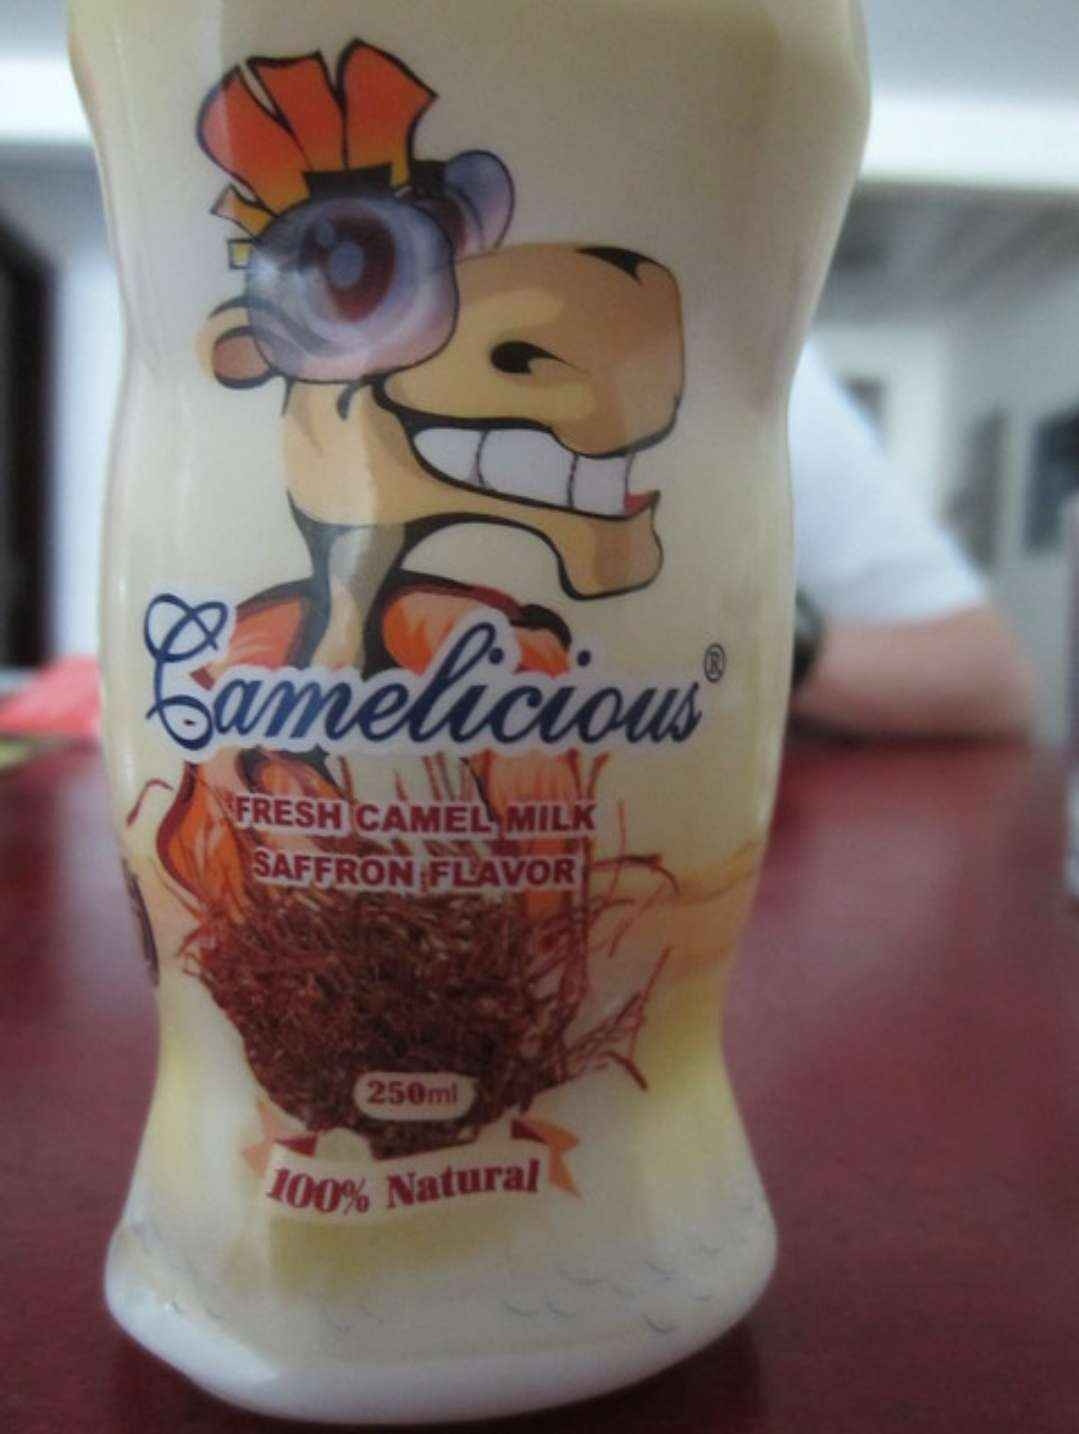 Camelicious®
FRESH CAMEL MILK
SAFFRON FLAVOR
250ml
100% Natural